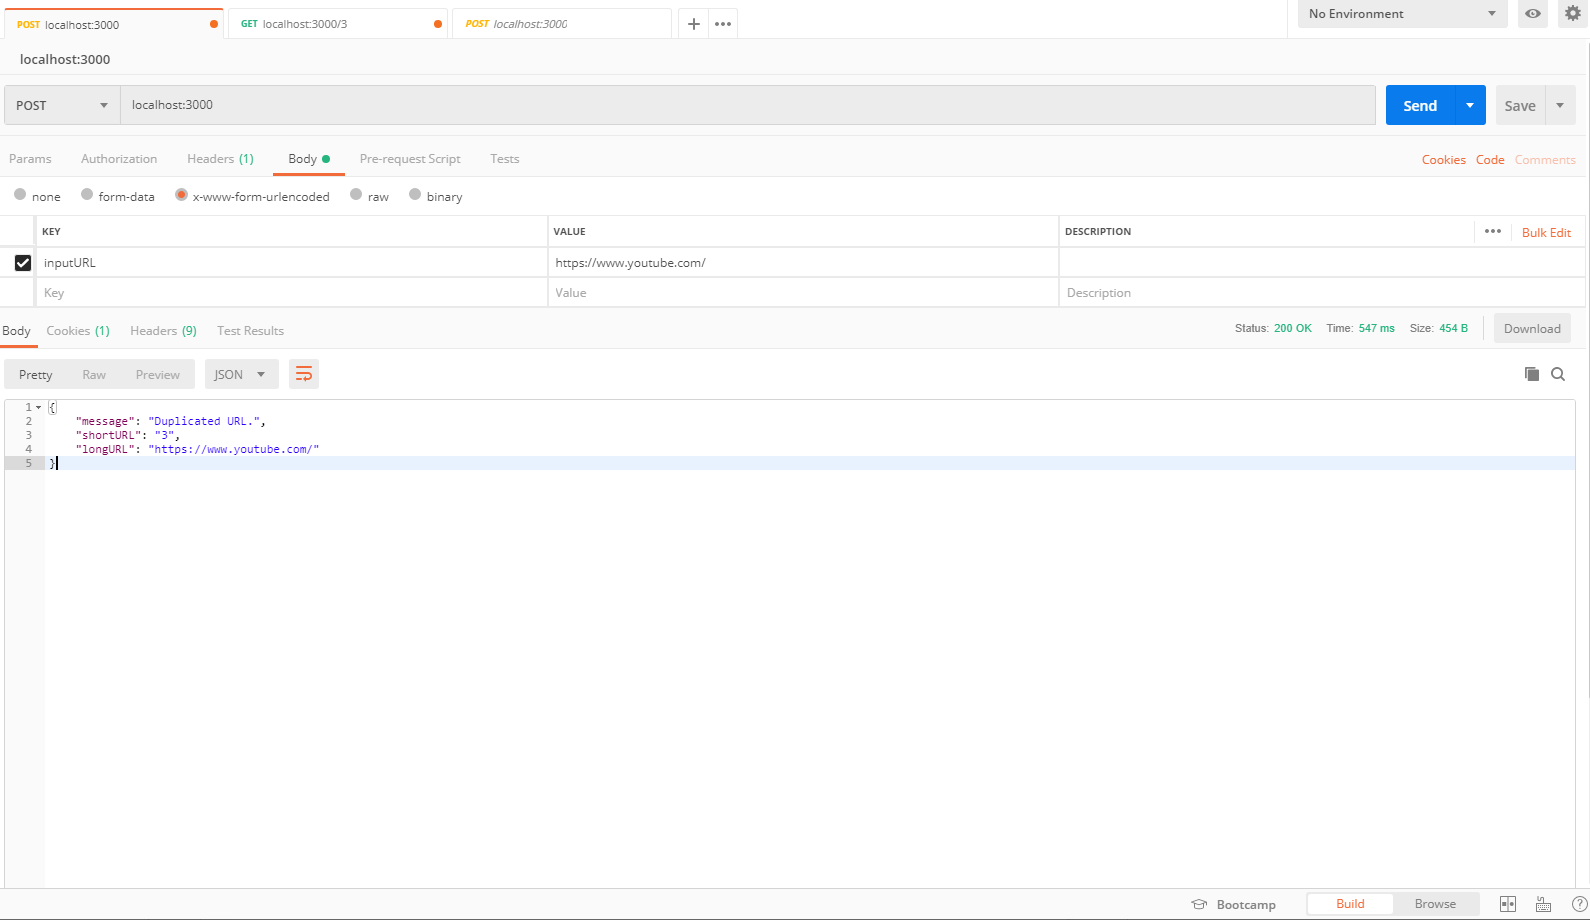 POST localhost:3000 GET localhost:3000/3 POST localhost:3000 No Environment
localhost:3000
POST localhost:3000 Send Save
Params Authorization Headers (1) Body Pre-request Script Tests Cookies Code Comments
none form-data x-www-form-urlencoded raw binary
KEY VALUE DESCRIPTION Bulk Edit
inputURL https://www.youtube.com/
Key Value Description
Body Cookies (1) Headers (9) Test Results Status: 200 OK Time: 547 ms Size: 454 B Download
Pretty Raw Preview JSON
1 {
2 "message": "Duplicated URL.",
3 "shortURL": "3",
4 "longURL": "https://www.youtube.com/"
5 }
Bootcamp Build Browse